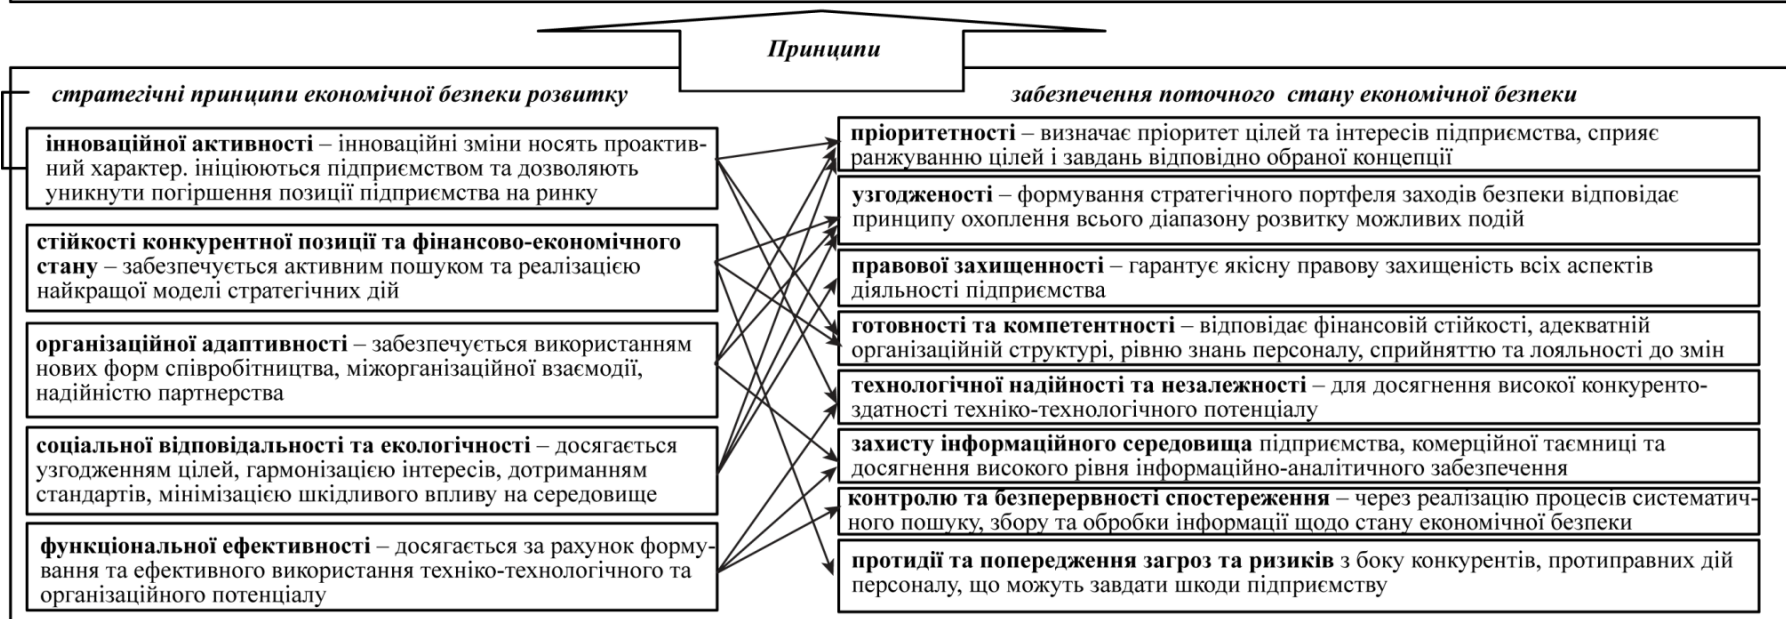 Принципи
стратегічні принципи економічної безпеки розвитку
інноваційної активності – інноваційні зміни носять проактив-
ний характер. ініціюються підприємством та дозволяють
уникнути погіршення позиції підприємства на ринку
стійкості конкурентної позиції та фінансово-економічного
стану – забезпечується активним пошуком та реалізацією
найкращої моделі стратегічних дій
організаційної адаптивності – забезпечується використанням
нових форм співробітництва, міжорганізаційної взаємодії,
надійністю партнерства
соціальної відповідальності та екологічності – досягається
узгодженням цілей, гармонізацією інтересів, дотриманням
стандартів, мінімізацією шкідливого впливу на середовище
функціональної ефективності – досягається за рахунок форму-
вання та ефективного використання техніко-технологічного та
організаційного потенціалу
забезпечення поточного стану економічної безпеки
пріоритетності – визначає пріоритет цілей та інтересів підприємства, сприяє
ранжуванню цілей і завдань відповідно обраної концепції
узгодженості – формування стратегічного портфеля заходів безпеки відповідає
принципу охоплення всього діапазону розвитку можливих подій
правової захищенності – гарантує якісну правову захищеність всіх аспектів
діяльності підприємства
готовності та компетентності – відповідає фінансовій стійкості, адекватній
організаційній структурі, рівню знань персоналу, сприйняттю та лояльності до змін
технологічної надійності та незалежності – для досягнення високої конкуренто-
здатності техніко-технологічного потенціалу
захисту інформаційного середовища підприємства, комерційної таємниці та
досягнення високого рівня інформаційно-аналітичного забезпечення
контролю та безперервності спостереження – через реалізацію процесів систематич-
ного пошуку, збору та обробки інформації щодо стану економічної безпеки
протидії та попередження загроз та ризиків з боку конкурентів, протиправних дій
персоналу, що можуть завдати шкоди підприємству